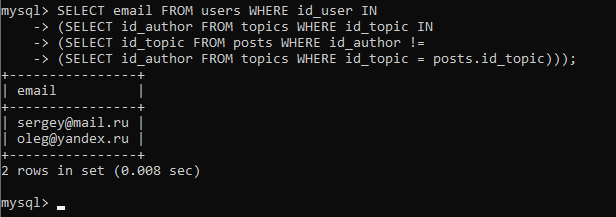 mysql> SELECT email FROM users WHERE id_user IN
    -> (SELECT id_author FROM topics WHERE id_topic IN
    -> (SELECT id_topic FROM posts WHERE id_author !=
    -> (SELECT id_author FROM topics WHERE id_topic = posts.id_topic)));
+----------------+
| email          |
+----------------+
| sergey@mail.ru |
| oleg@yandex.ru |
+----------------+
2 rows in set (0.008 sec)

mysql> _